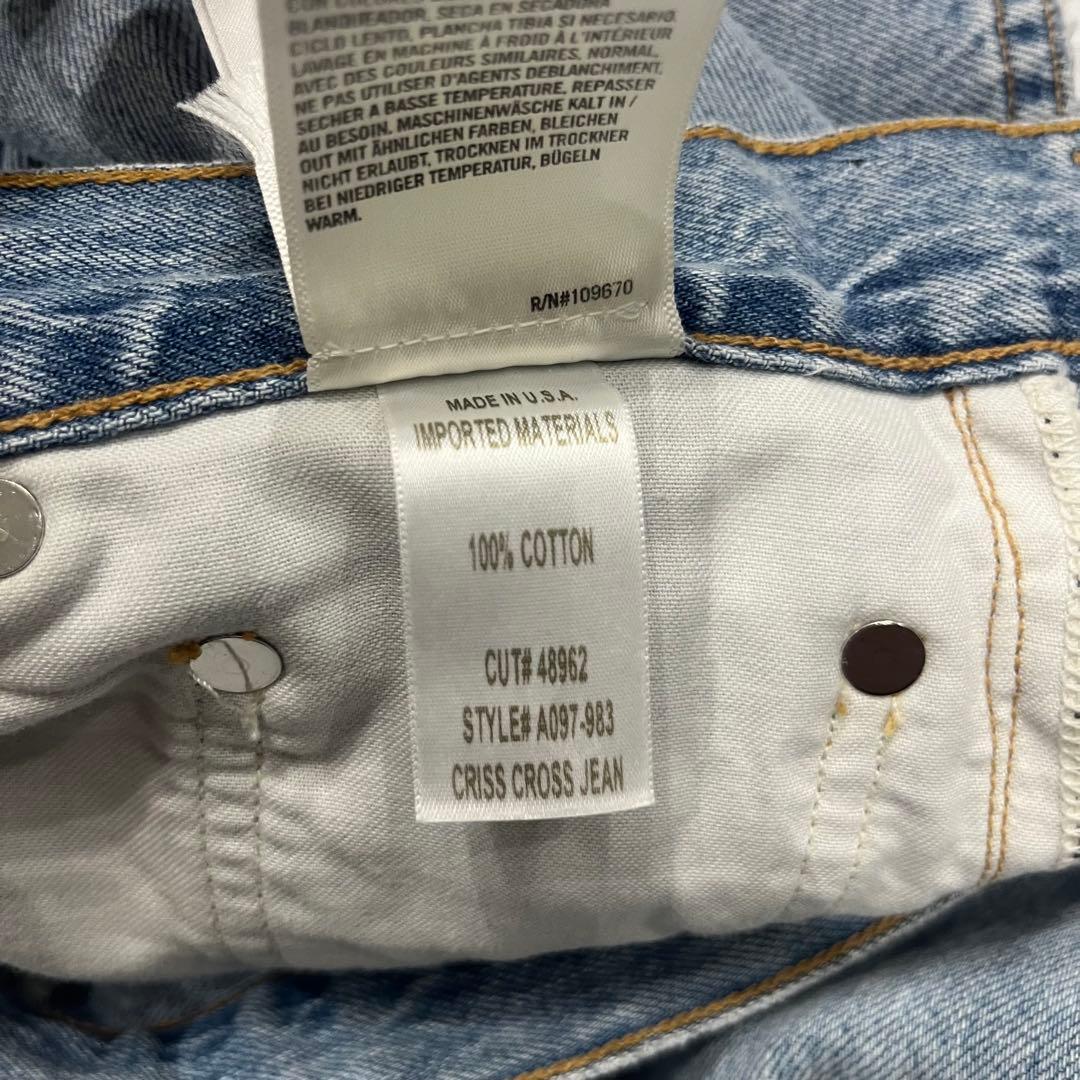 CON COLORES
BLANQUEADOR, SECA EN SECADORA
CICLO LENTO, PLANCHA TIBIA SI NECESARIO.
LAVAGE EN MACHINE À FROID À L'INTÉRIEUR
AVEC DES COULEURS SIMILAIRES, NORMAL,
NE PAS UTILISER D'AGENTS DEBLANCHIMENT,
SECHER A BASSE TEMPERATURE, REPASSER
AU BESOIN. MASCHINENWÄSCHE KALT IN /
OUT MIT ÄHNLICHEN FARBEN, BLEICHEN
NICHT ERLAUBT, TROCKNEN IM TROCKNER
BEI NIEDRIGER TEMPERATUR, BÜGELN
WARM.
R/N#109670
MADE IN U.S.A.
IMPORTED MATERIALS
100% COTTON
CUT# 48962
STYLE# A097-983
CRISS CROSS JEAN